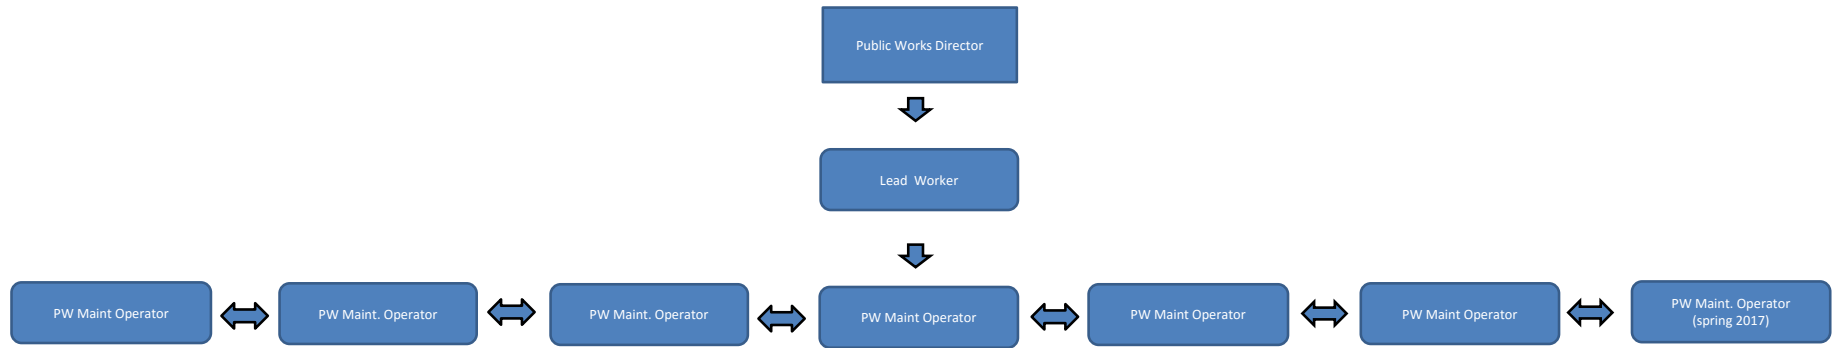 Public Works Director
Lead  Worker
PW Maint Operator
PW Maint. Operator
PW Maint. Operator
PW Maint Operator
PW Maint Operator
PW Maint Operator
PW Maint. Operator
(spring 2017)